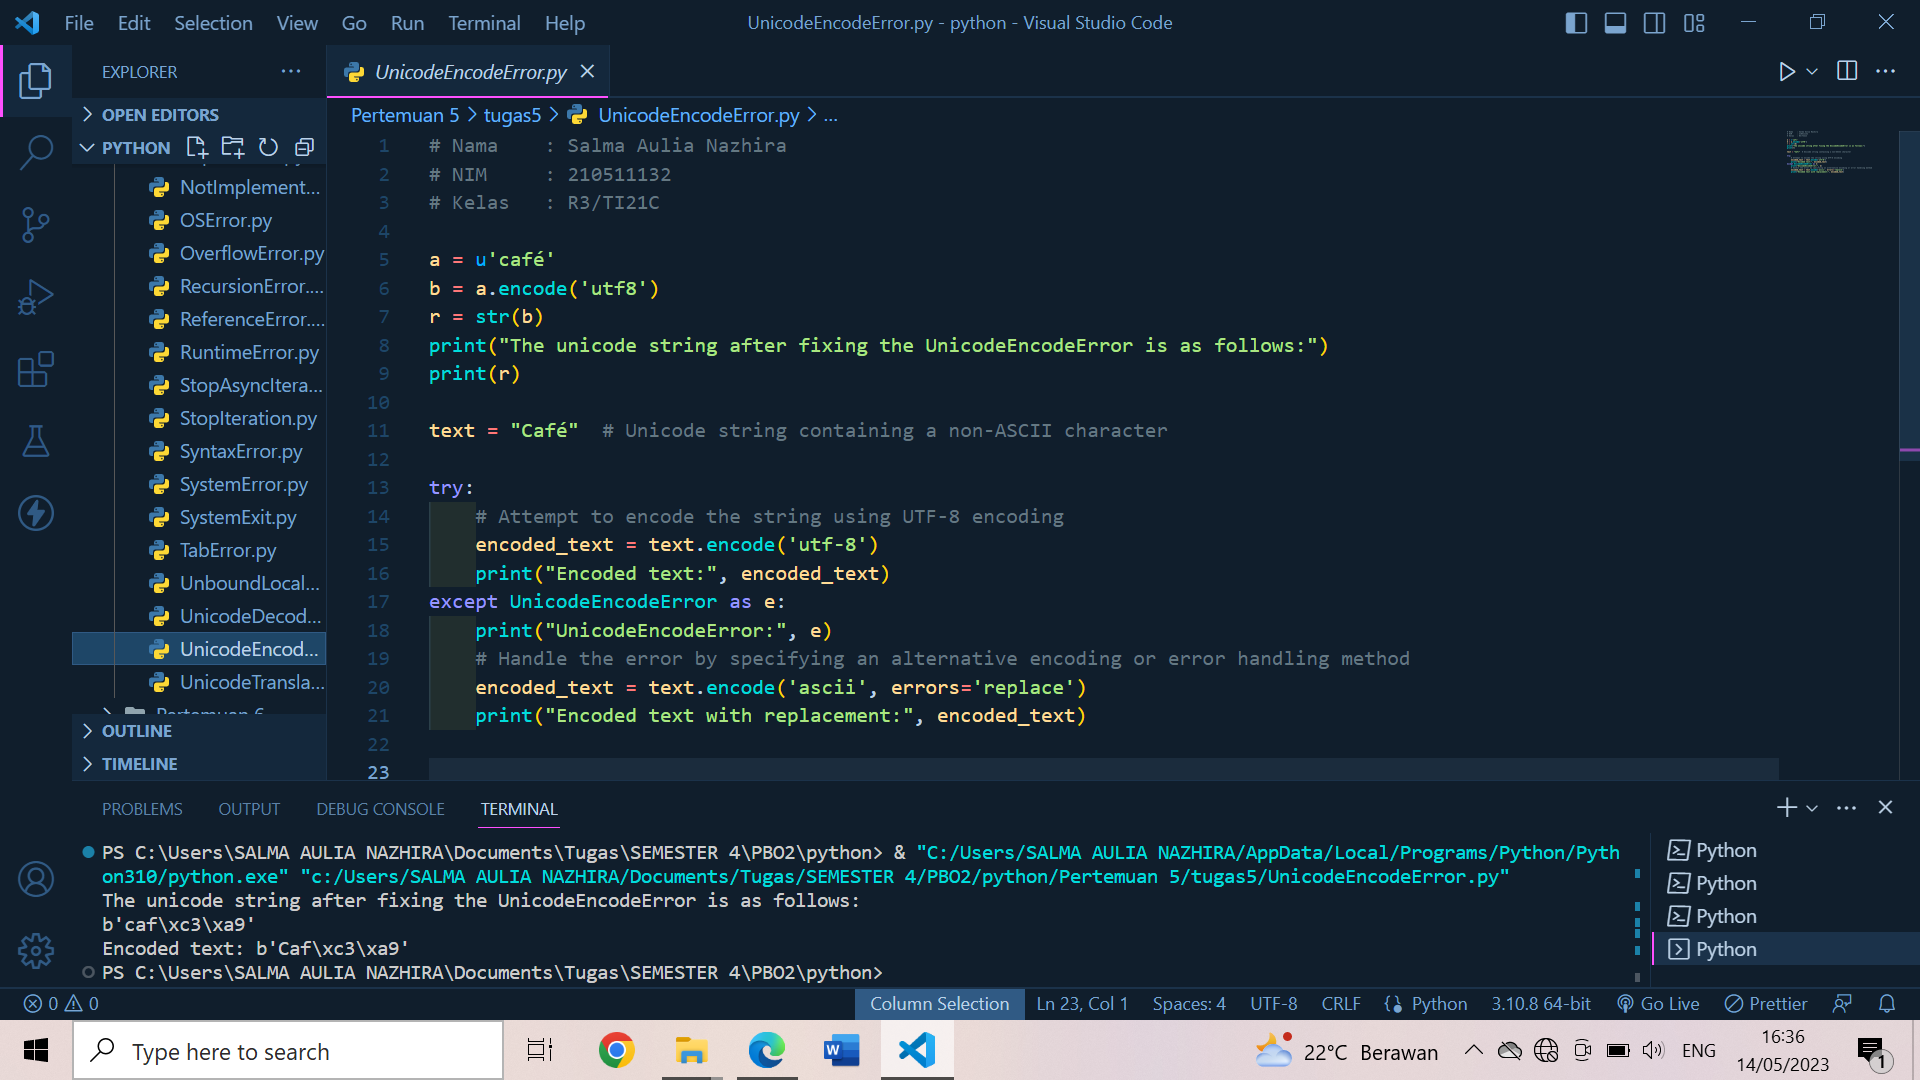 File Edit Selection View Go Run Terminal Help
UnicodeEncodeError.py - python - Visual Studio Code
EXPLORER
UnicodeEncodeError.py
OPEN EDITORS
PYTHON
NotImplement...
OSError.py
OverflowError.py
RecursionError....
ReferenceError....
RuntimeError.py
StopAsyncItera...
StopIteration.py
SyntaxError.py
SystemError.py
SystemExit.py
TabError.py
UnboundLocal...
UnicodeDecod...
UnicodeEncod...
UnicodeTransla...
Pertemuan 6
OUTLINE
TIMELINE
Pertemuan 5 > tugas5 > UnicodeEncodeError.py > ...
1 # Nama    : Salma Aulia Nazhira
2 # NIM     : 210511132
3 # Kelas   : R3/TI21C
4
5 a = u'café'
6 b = a.encode('utf8')
7 r = str(b)
8 print("The unicode string after fixing the UnicodeEncodeError is as follows:")
9 print(r)
10
11 text = "Café"  # Unicode string containing a non-ASCII character
12
13 try:
14     # Attempt to encode the string using UTF-8 encoding
15     encoded_text = text.encode('utf-8')
16     print("Encoded text:", encoded_text)
17 except UnicodeEncodeError as e:
18     print("UnicodeEncodeError:", e)
19     # Handle the error by specifying an alternative encoding or error handling method
20     encoded_text = text.encode('ascii', errors='replace')
21     print("Encoded text with replacement:", encoded_text)
22
23
PROBLEMS OUTPUT DEBUG CONSOLE TERMINAL
PS C:\Users\SALMA AULIA NAZHIRA\Documents\Tugas\SEMESTER 4\PBO2\python> & "C:/Users/SALMA AULIA NAZHIRA/AppData/Local/Programs/Python/Pyth
on310/python.exe" "c:/Users/SALMA AULIA NAZHIRA/Documents/Tugas/SEMESTER 4/PBO2/python/Pertemuan 5/tugas5/UnicodeEncodeError.py"
The unicode string after fixing the UnicodeEncodeError is as follows:
b'caf\xc3\xa9'
Encoded text: b'Caf\xc3\xa9'
PS C:\Users\SALMA AULIA NAZHIRA\Documents\Tugas\SEMESTER 4\PBO2\python>
Python
Python
Python
Python
0 0 Column Selection Ln 23, Col 1 Spaces: 4 UTF-8 CRLF Python 3.10.8 64-bit Go Live Prettier
Type here to search
22°C Berawan
ENG
16:36
14/05/2023
1